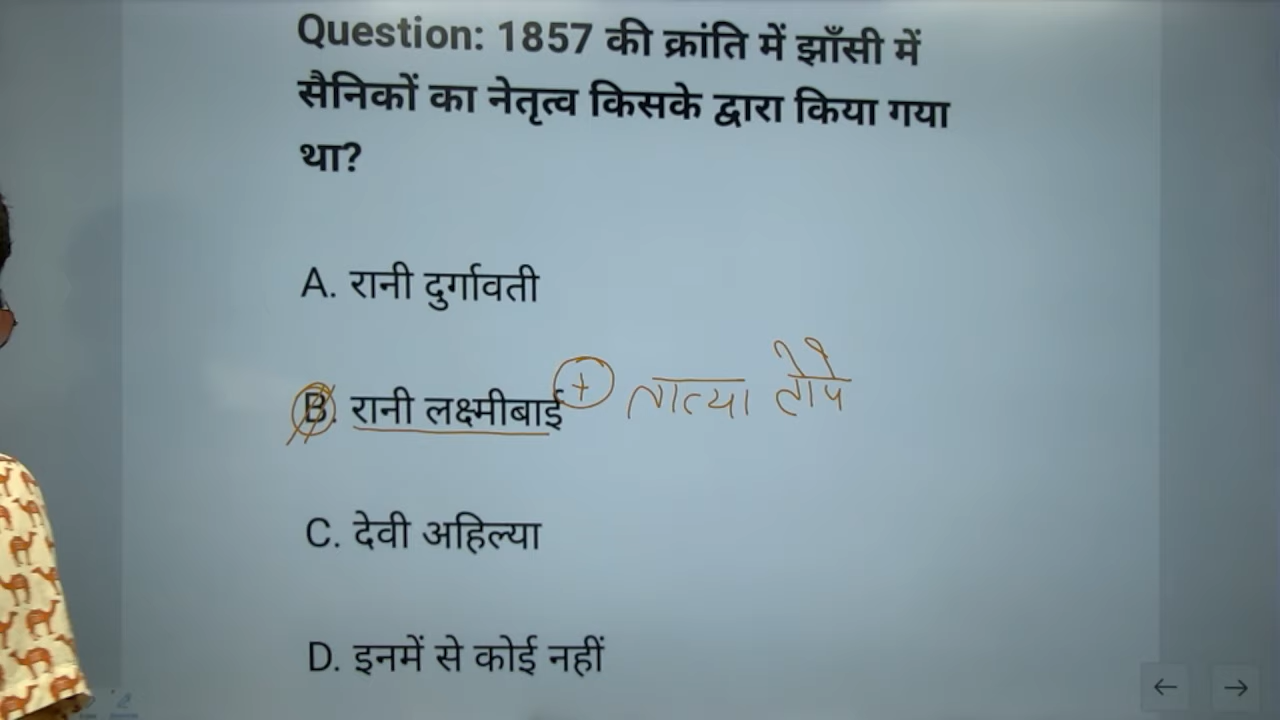 Question: 1857 की क्रांति में झाँसी में
सैनिकों का नेतृत्व किसके द्वारा किया गया
था?
A. रानी दुर्गावती
B. रानी लक्ष्मीबाई + तात्या टोपे
C. देवी अहिल्या
D. इनमें से कोई नहीं